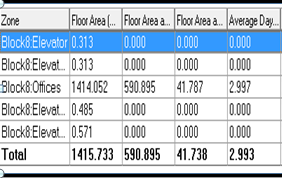 Zone Floor Area (... Floor Area a... Floor Area a... Average Day...
Block8:Elevator 0.313 0.000 0.000 0.000
Block8:Elevat... 0.313 0.000 0.000 0.000
Block8:Offices 1414.052 590.895 41.787 2.997
Block8:Elevat... 0.485 0.000 0.000 0.000
Block8:Elevat... 0.571 0.000 0.000 0.000
Total 1415.733 590.895 41.738 2.993